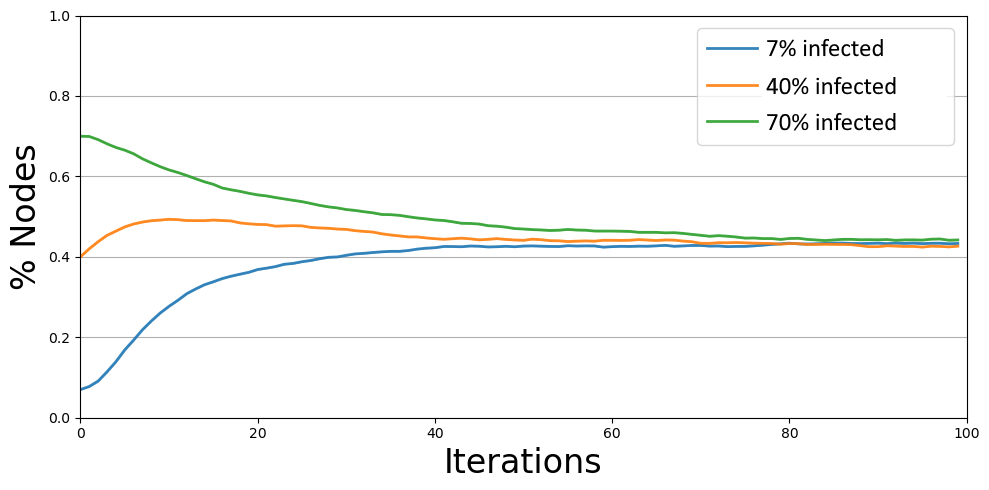 % Nodes
1.0
0.8
0.6
0.4
0.2
0.0
7% infected
40% infected
70% infected
0 20 40 60 80 100
Iterations